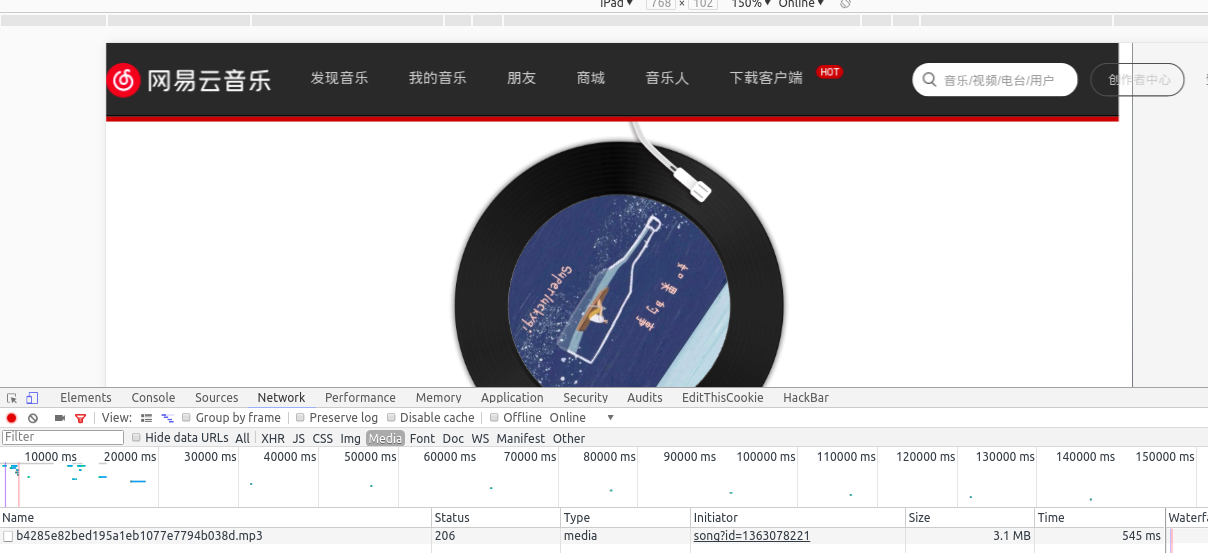 iPad ▾ 768 × 102 150% ▾ Online ▾
网易云音乐 发现音乐 我的音乐 朋友 商城 音乐人 下载客户端 HOT 音乐/视频/电台/用户 创作者中心
Superluckyqi
如果的事
Elements Console Sources Network Performance Memory Application Security Audits EditThisCookie HackBar
View: Group by frame Preserve log Disable cache Offline Online ▼
Filter Hide data URLs All XHR JS CSS Img Media Font Doc WS Manifest Other
10000 ms 20000 ms 30000 ms 40000 ms 50000 ms 60000 ms 70000 ms 80000 ms 90000 ms 100000 ms 110000 ms 120000 ms 130000 ms 140000 ms 150000 ms
Name Status Type Initiator Size Time Waterfa
b4285e82bed195a1eb1077e7794b038d.mp3 206 media song?id=1363078221 3.1 MB 545 ms